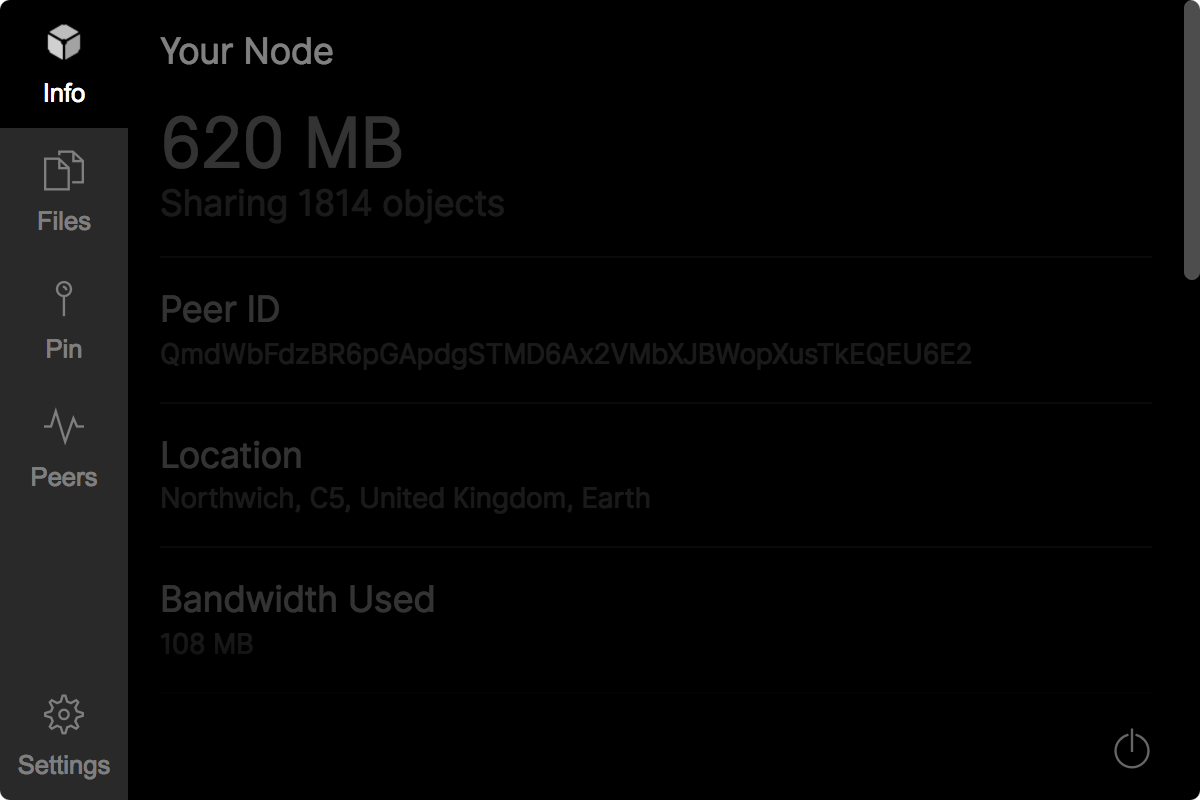 Info
Files
Pin
Peers
Settings
Your Node
620 MB
Sharing 1814 objects
Peer ID
QmdWbFdzBR6pGApdgSTMD6Ax2VMbXJBWopXusTkEQEU6E2
Location
Northwich, C5, United Kingdom, Earth
Bandwidth Used
108 MB